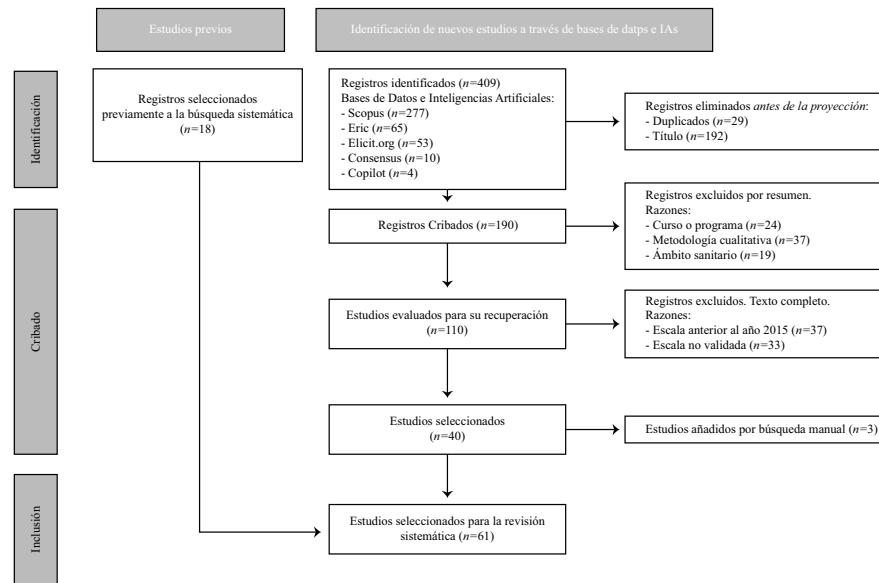 Estudios previos
Identificación de nuevos estudios a través de bases de datps e IAs
Identificación
Registros seleccionados
previamente a la búsqueda sistemática
(n=18)
Registros identificados (n=409)
Bases de Datos e Inteligencias Artificiales:
- Scopus (n=277)
- Eric (n=65)
- Elicit.org (n=53)
- Consensus (n=10)
- Copilot (n=4)
Registros eliminados antes de la proyección:
- Duplicados (n=29)
- Título (n=192)
Cribado
Registros Cribados (n=190)
Registros excluidos por resumen.
Razones:
- Curso o programa (n=24)
- Metodología cualitativa (n=37)
- Ámbito sanitario (n=19)
Estudios evaluados para su recuperación
(n=110)
Registros excluidos. Texto completo.
Razones:
- Escala anterior al año 2015 (n=37)
- Escala no validada (n=33)
Estudios seleccionados
(n=40)
Estudios añadidos por búsqueda manual (n=3)
Inclusión
Estudios seleccionados para la revisión
sistemática (n=61)